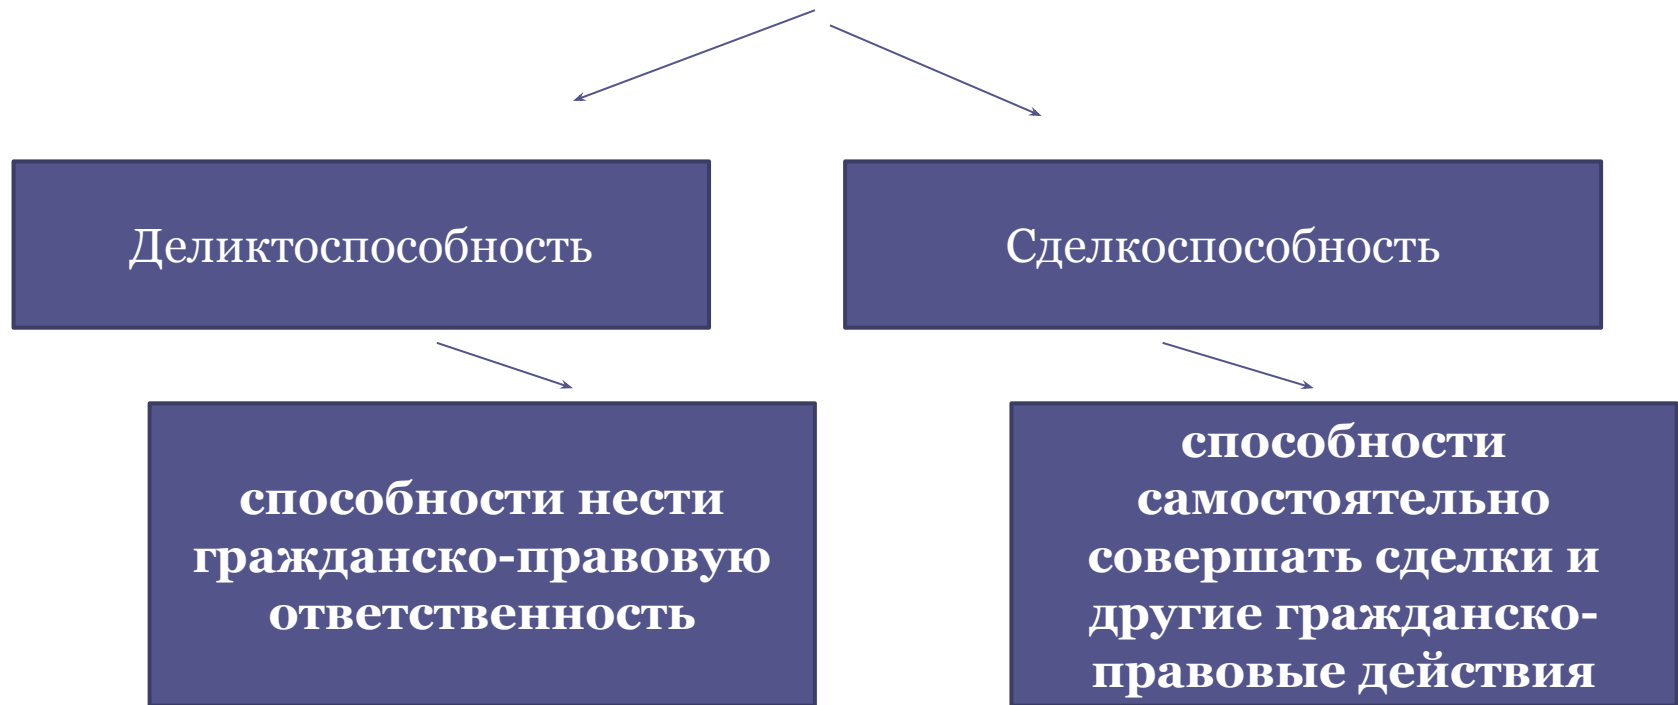 Деликтоспособность
Сделкоспособность
способности нести
гражданско-правовую
ответственность
способности
самостоятельно
совершать сделки и
другие гражданско-
правовые действия